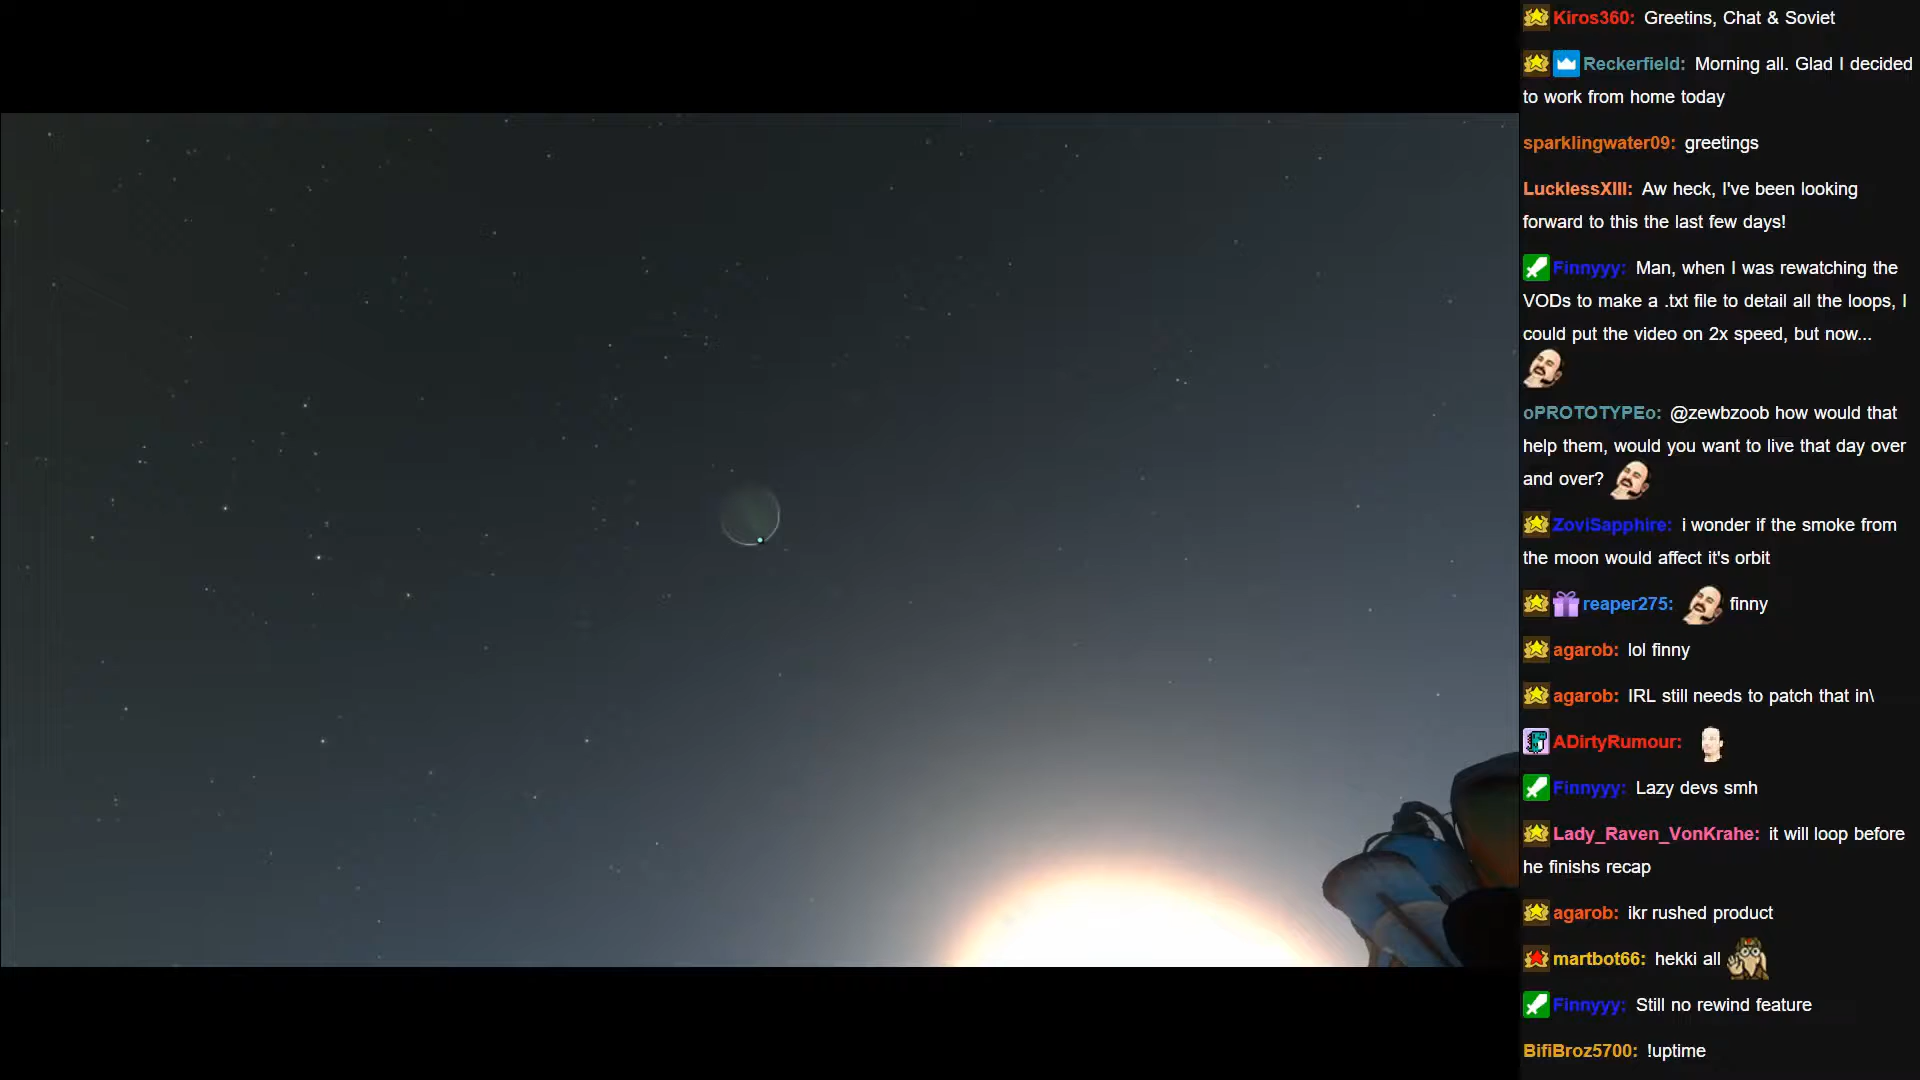 Kiros360: Greetins, Chat & Soviet
Reckerfield: Morning all. Glad I decided
to work from home today
sparklingwater09: greetings
LucklessXIII: Aw heck, I've been looking
forward to this the last few days!
Finnyyy: Man, when I was rewatching the
VODs to make a .txt file to detail all the loops, I
could put the video on 2x speed, but now...
oPROTOTYPEo: @zewbzoob how would that
help them, would you want to live that day over
and over?
ZoviSapphire: i wonder if the smoke from
the moon would affect it's orbit
reaper275: finny
agarob: lol finny
agarob: IRL still needs to patch that in\
ADirtyRumour:
Finnyyy: Lazy devs smh
Lady_Raven_VonKrahe: it will loop before
he finishs recap
agarob: ikr rushed product
martbot66: hekki all
Finnyyy: Still no rewind feature
BifiBroz5700: !uptime